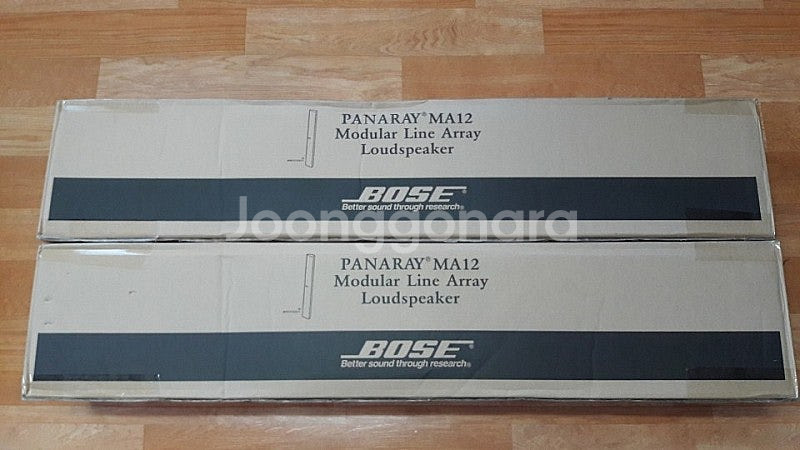 PANARAY® MA12
Modular Line Array
Loudspeaker
BOSE®
Better sound through research®
Joonggonara
PANARAY® MA12
Modular Line Array
Loudspeaker
BOSE®
Better sound through research®